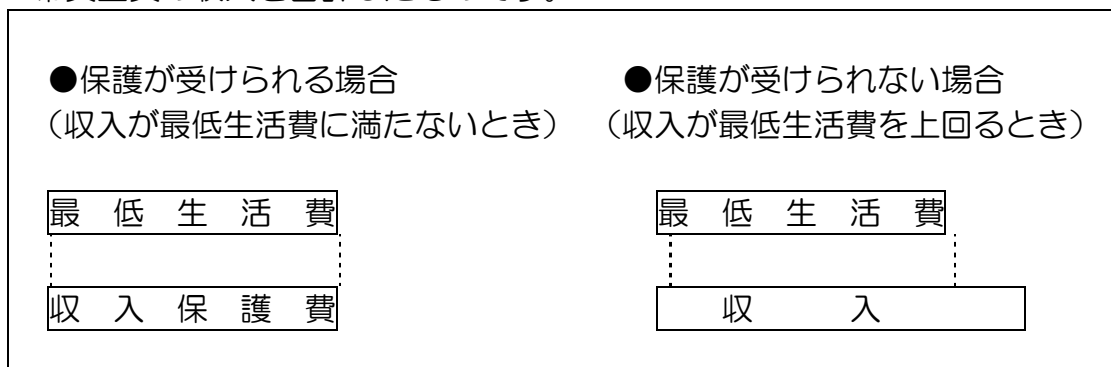 ●保護が受けられる場合
（収入が最低生活費に満たないとき）
最 低 生 活 費
収 入 保 護 費
●保護が受けられない場合
（収入が最低生活費を上回るとき）
最 低 生 活 費
収 入